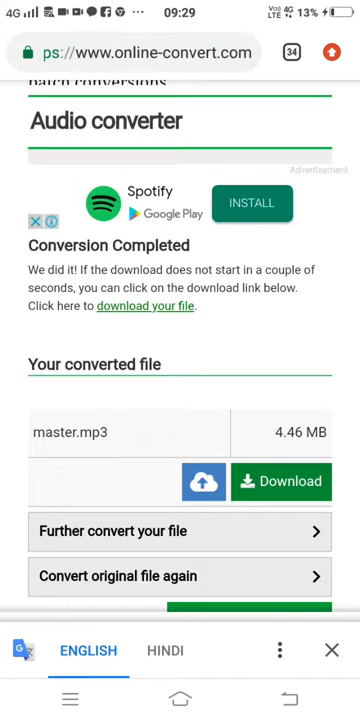 4G 09:29 Vo)) LTE 4G 13%
ps://www.online-convert.com 34
batch conversions
Audio converter
Advertisement
Spotify
Google Play
INSTALL
Conversion Completed
We did it! If the download does not start in a couple of
seconds, you can click on the download link below.
Click here to download your file.
Your converted file
master.mp3 4.46 MB
Download
Further convert your file
Convert original file again
ENGLISH HINDI